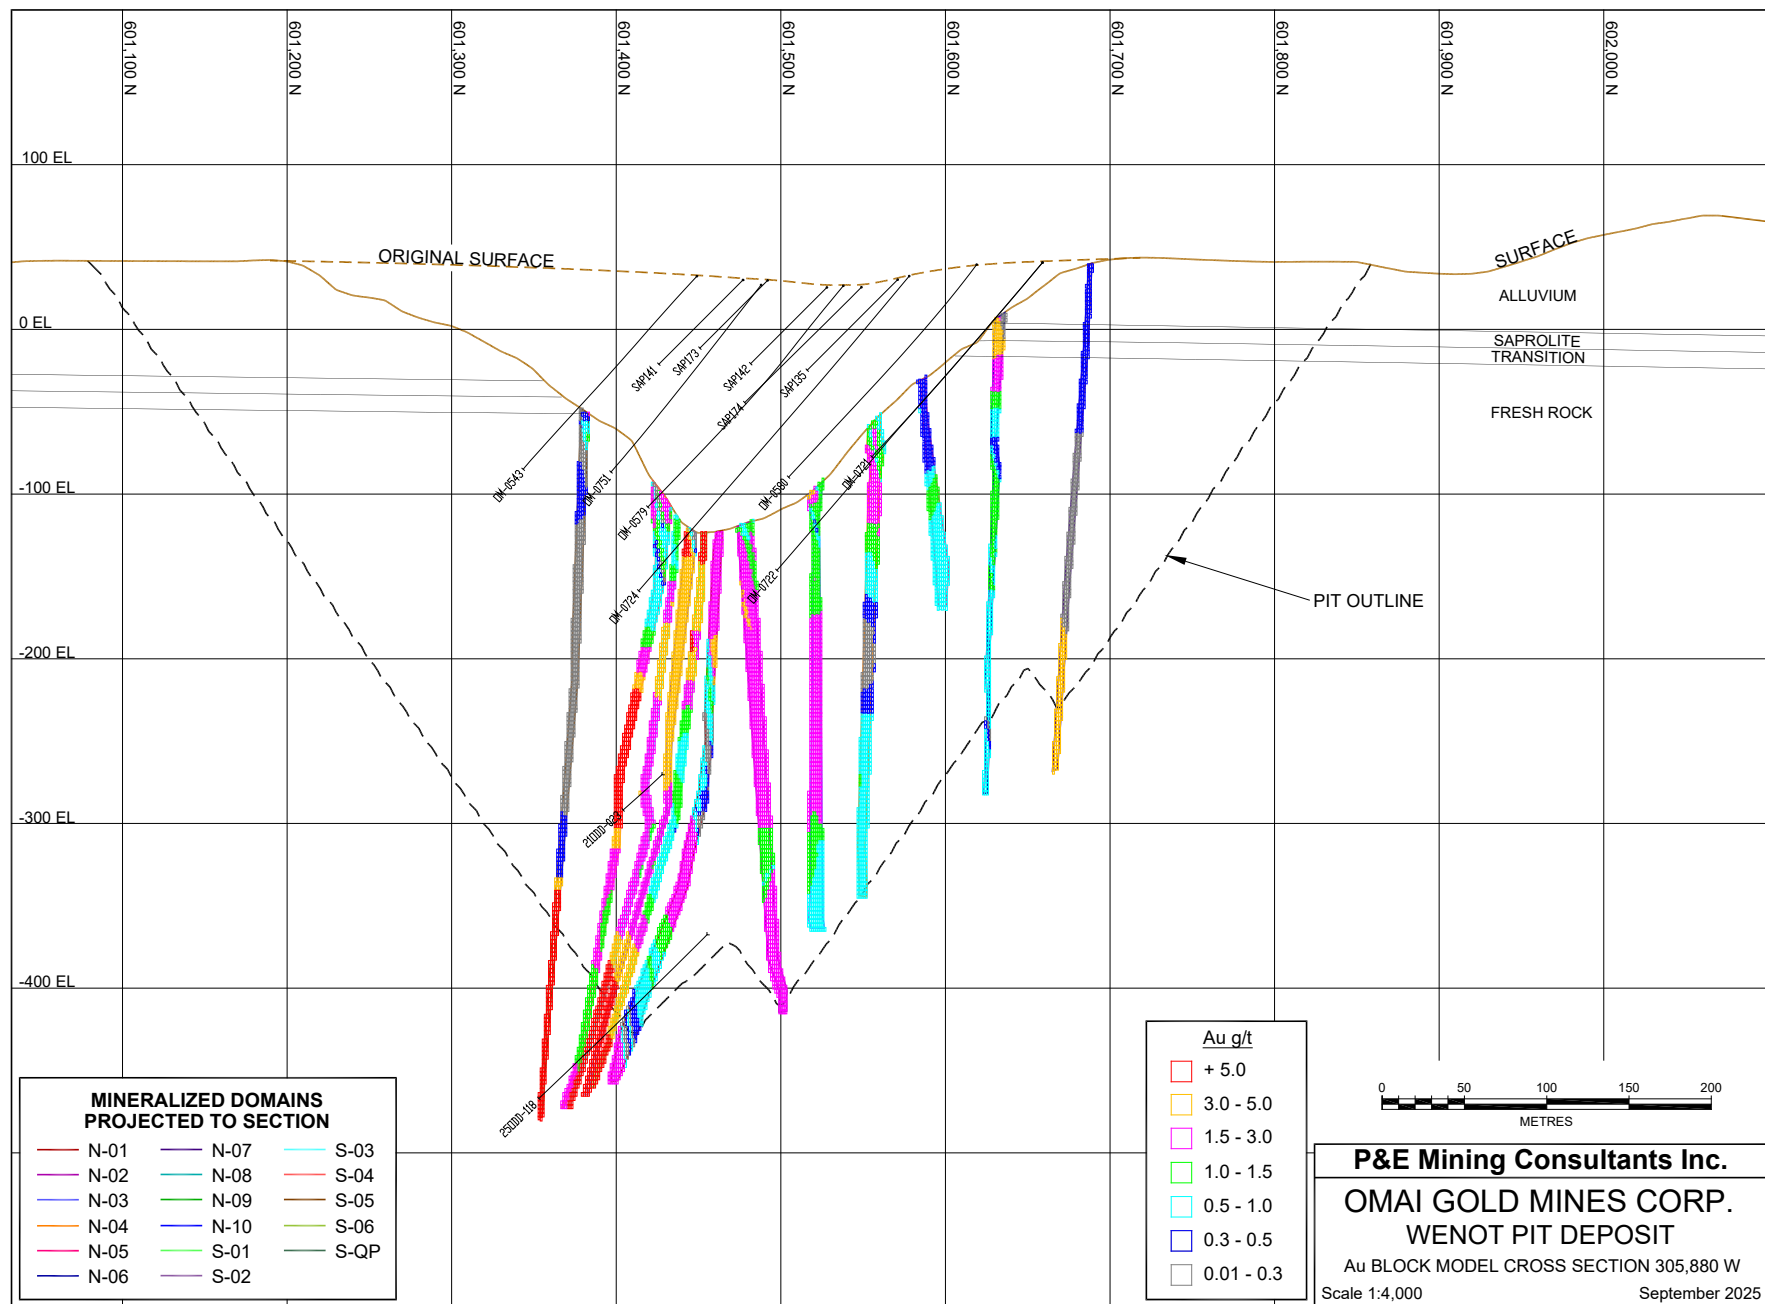 601,100 N
601,200 N
601,300 N
601,400 N
601,500 N
601,600 N
601,700 N
601,800 N
601,900 N
602,000 N
100 EL
0 EL
-100 EL
-200 EL
-300 EL
-400 EL
ORIGINAL SURFACE
SURFACE
ALLUVIUM
SAPROLITE
TRANSITION
FRESH ROCK
PIT OUTLINE
SAP141
SAP173
SAP142
SAP174
SAP135
DM-0543
DM-0751
DM-0579
DM-0580
DM-0721
DM-0724
DM-0722
21ODD-023
25ODD-118
MINERALIZED DOMAINS
PROJECTED TO SECTION
N-01
N-02
N-03
N-04
N-05
N-06
N-07
N-08
N-09
N-10
S-01
S-02
S-03
S-04
S-05
S-06
S-QP
Au g/t
+ 5.0
3.0 - 5.0
1.5 - 3.0
1.0 - 1.5
0.5 - 1.0
0.3 - 0.5
0.01 - 0.3
0 50 100 150 200
METRES
P&E Mining Consultants Inc.
OMAI GOLD MINES CORP.
WENOT PIT DEPOSIT
Au BLOCK MODEL CROSS SECTION 305,880 W
Scale 1:4,000 September 2025